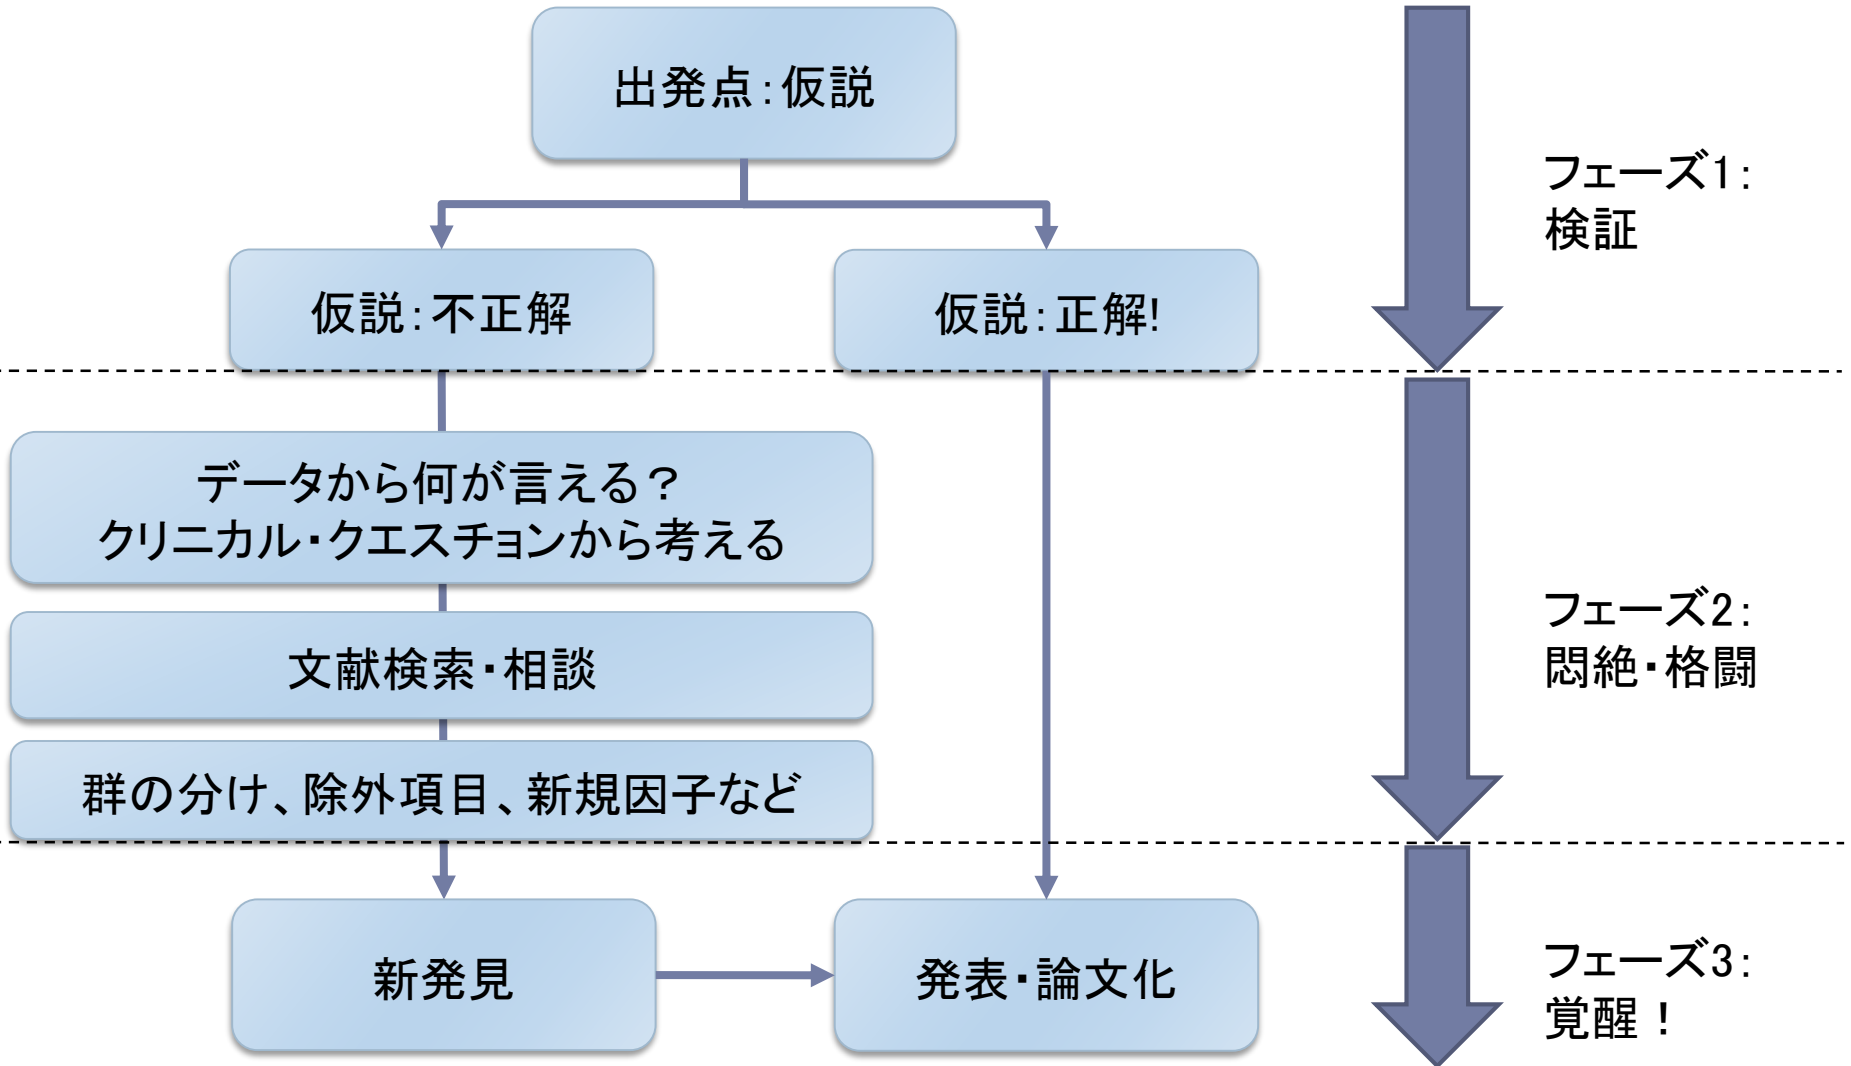 出発点:仮説
フェーズ1:
検証
仮説:不正解
仮説:正解!
データから何が言える？
クリニカル・クエスチョンから考える
文献検索・相談
群の分け、除外項目、新規因子など
フェーズ2:
悶絶・格闘
新発見
発表・論文化
フェーズ3:
覚醒！